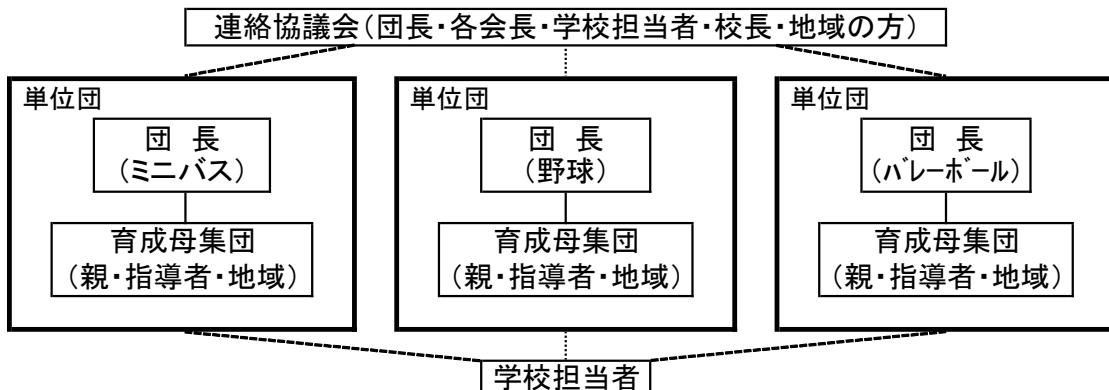 連絡協議会（団長・各会長・学校担当者・校長・地域の方）
単位団
団 長
（ミニバス）
育成母集団
（親・指導者・地域）
単位団
団 長
（野球）
育成母集団
（親・指導者・地域）
単位団
団 長
（ﾊﾞﾚｰﾎﾞｰﾙ）
育成母集団
（親・指導者・地域）
学校担当者